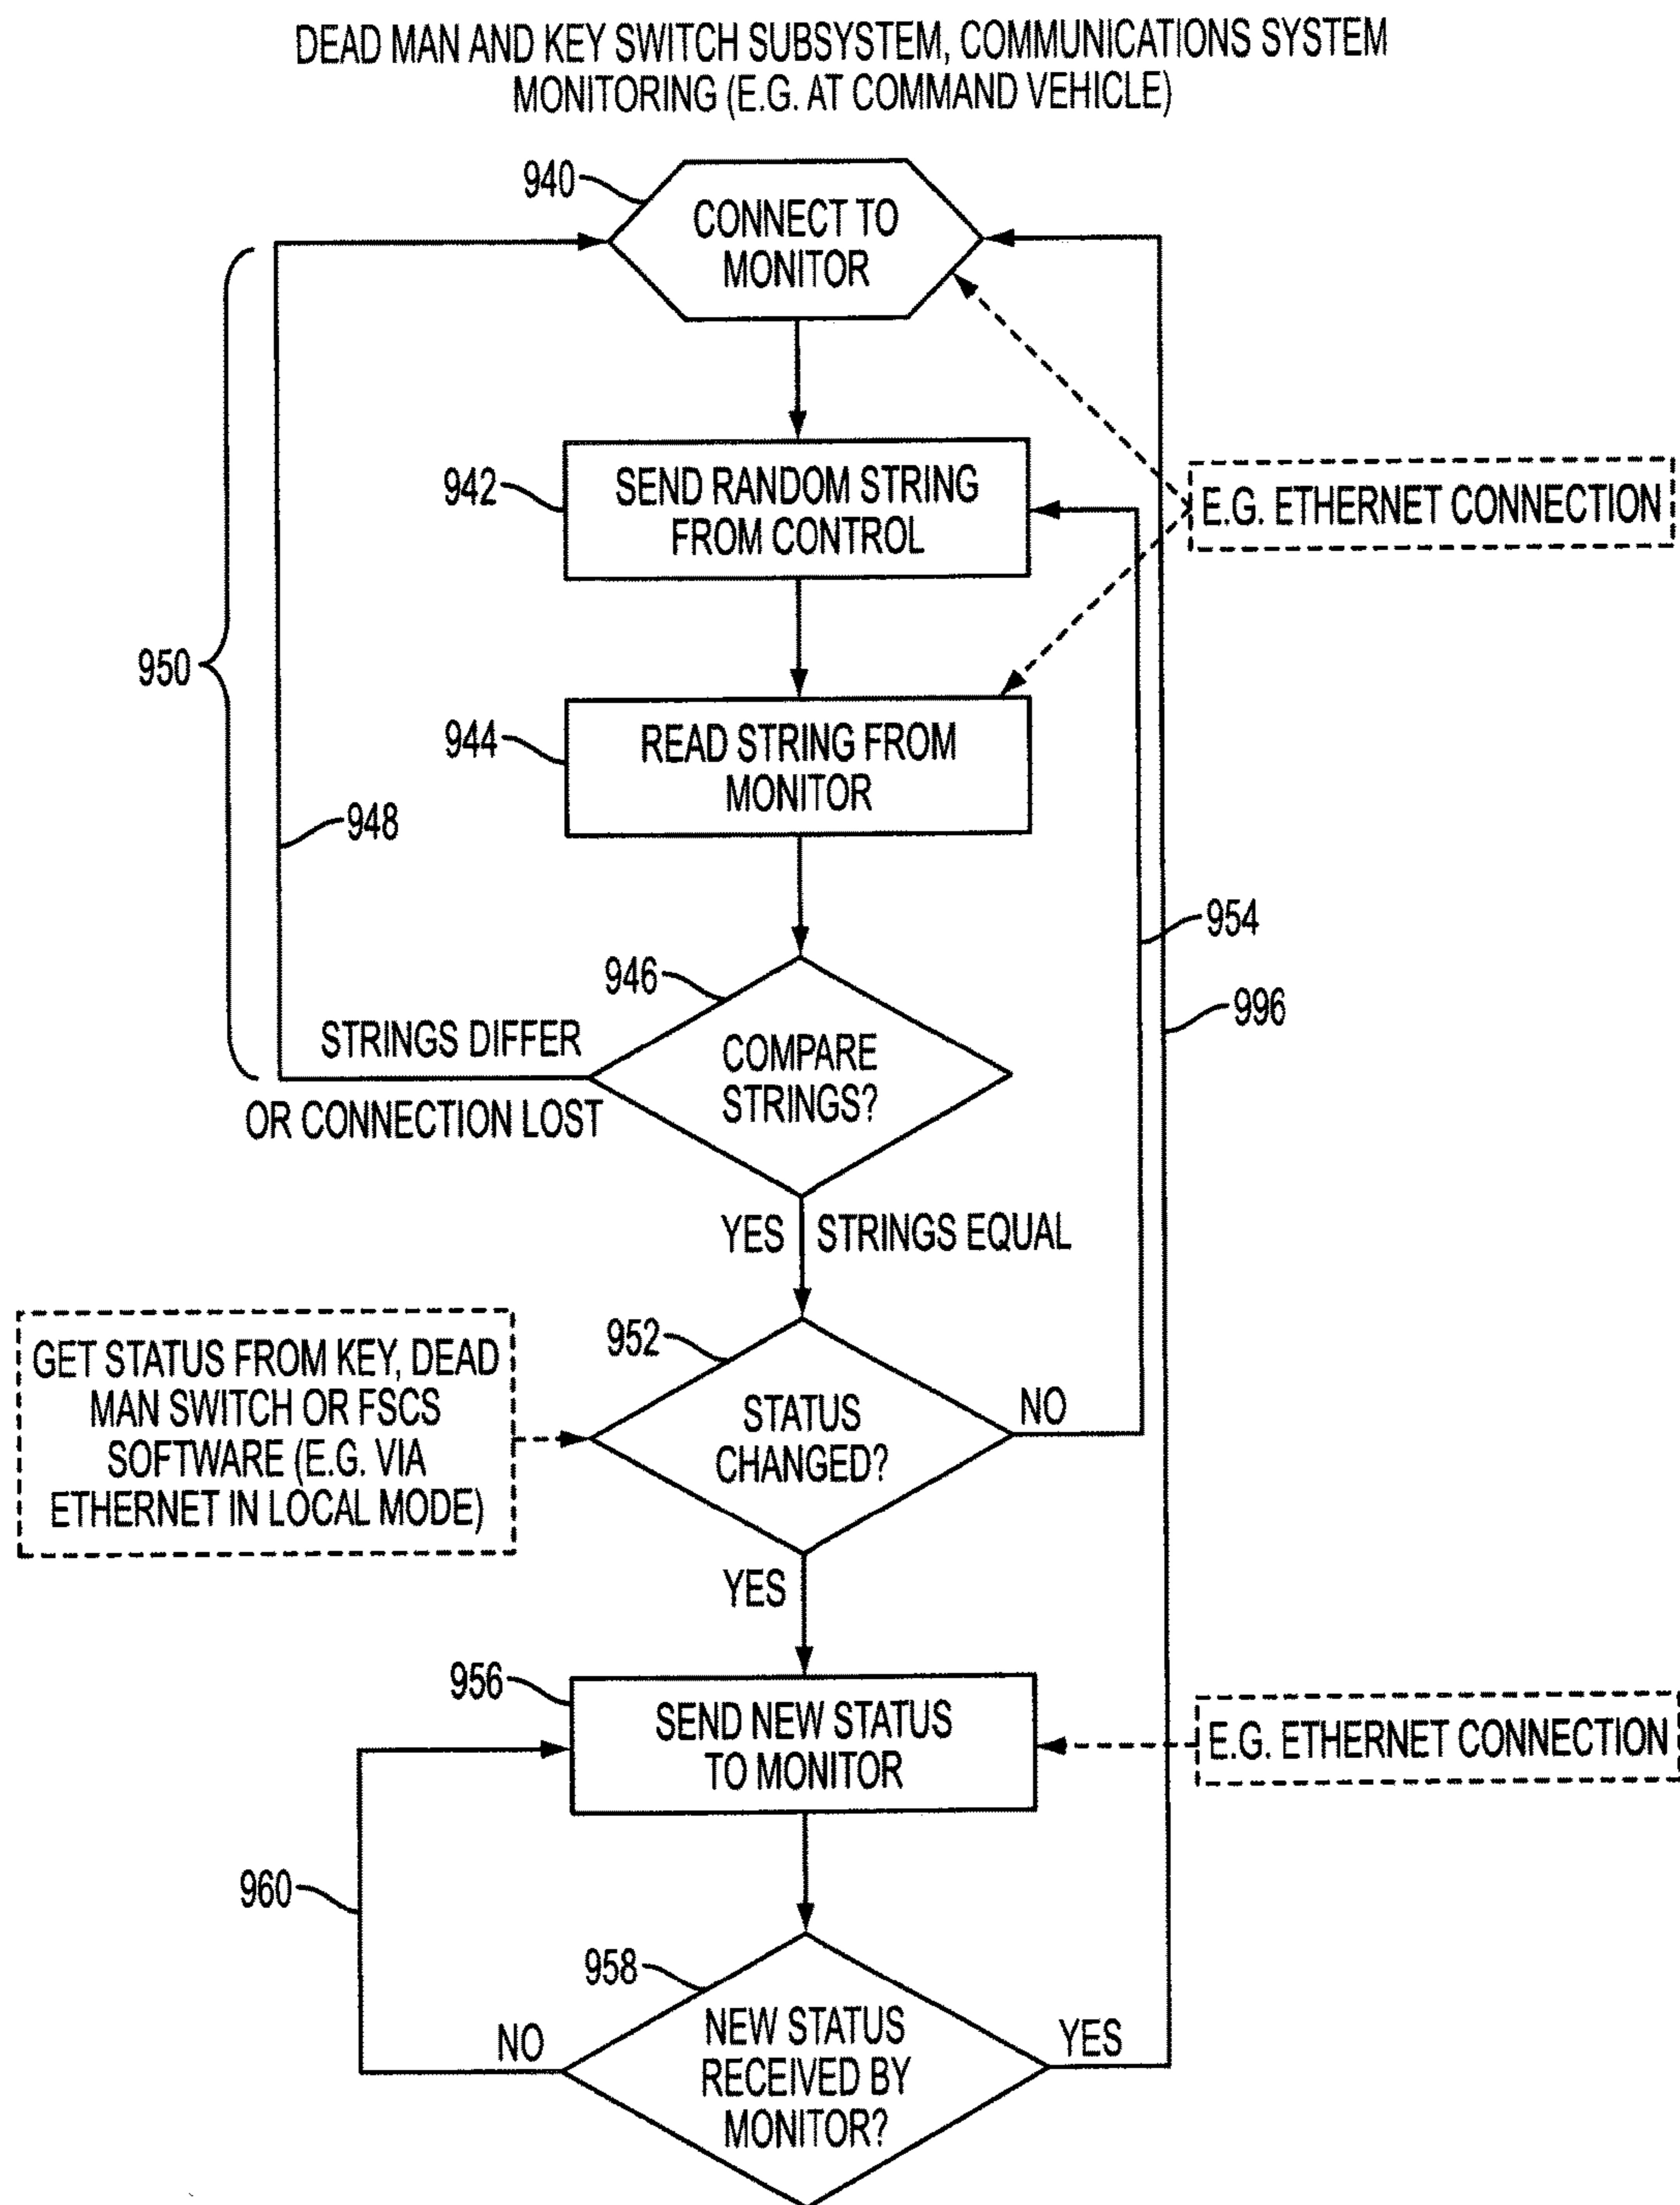 DEAD MAN AND KEY SWITCH SUBSYSTEM, COMMUNICATIONS SYSTEM
MONITORING (E.G. AT COMMAND VEHICLE)
940
CONNECT TO
MONITOR
942
SEND RANDOM STRING
FROM CONTROL
E.G. ETHERNET CONNECTION
950
944
READ STRING FROM
MONITOR
948
954
946
996
STRINGS DIFFER
OR CONNECTION LOST
COMPARE
STRINGS?
YES STRINGS EQUAL
GET STATUS FROM KEY, DEAD
MAN SWITCH OR FSCS
SOFTWARE (E.G. VIA
ETHERNET IN LOCAL MODE)
952
STATUS
CHANGED?
NO
YES
956
SEND NEW STATUS
TO MONITOR
E.G. ETHERNET CONNECTION
960
958
NO
NEW STATUS
RECEIVED BY
MONITOR?
YES